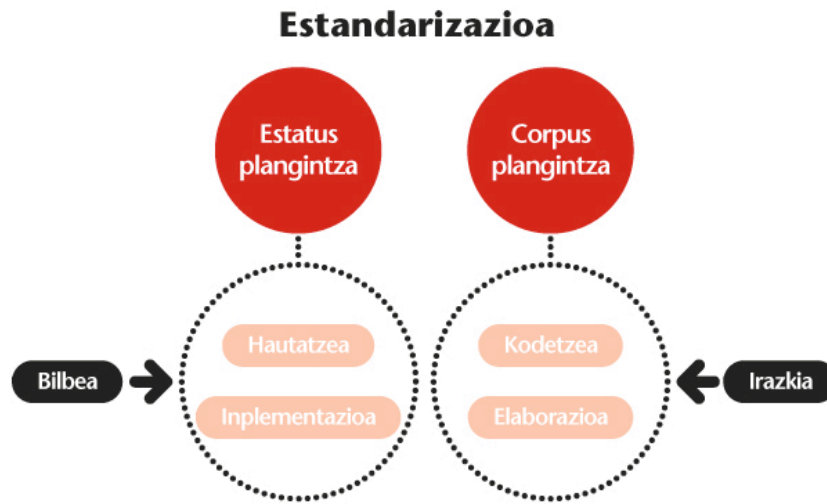 Estandarizazioa
Estatus
plangintza
Corpus
plangintza
Hautatzea
Kodetzea
Bilbea
Irazkia
Inplementazioa
Elaborazioa